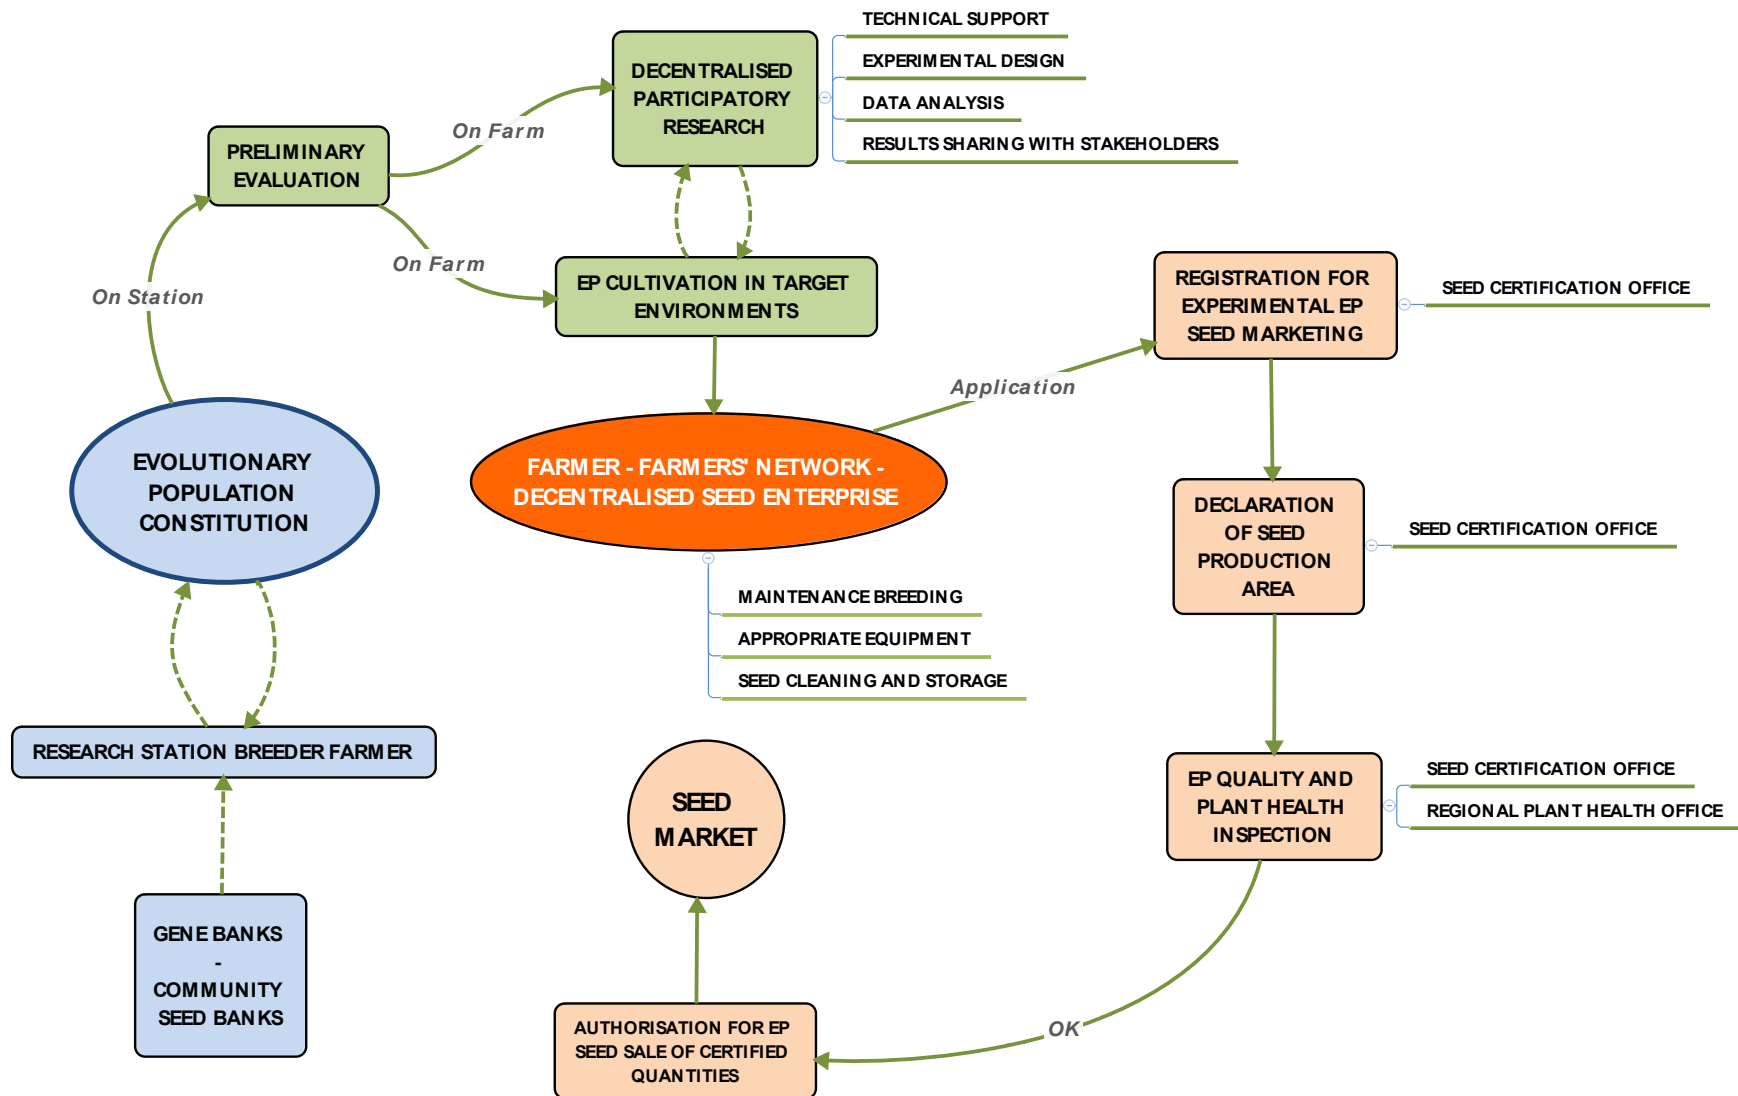 TECHNICAL SUPPORT
EXPERIMENTAL DESIGN
DATA ANALYSIS
RESULTS SHARING WITH STAKEHOLDERS
DECENTRALISED
PARTICIPATORY
RESEARCH
On Farm
PRELIMINARY
EVALUATION
On Farm
On Station
EP CULTIVATION IN TARGET
ENVIRONMENTS
REGISTRATION FOR
EXPERIMENTAL EP
SEED MARKETING
SEED CERTIFICATION OFFICE
Application
EVOLUTIONARY
POPULATION
CONSTITUTION
FARMER - FARMERS' NETWORK -
DECENTRALISED SEED ENTERPRISE
DECLARATION
OF SEED
PRODUCTION
AREA
SEED CERTIFICATION OFFICE
MAINTENANCE BREEDING
APPROPRIATE EQUIPMENT
SEED CLEANING AND STORAGE
RESEARCH STATION BREEDER FARMER
SEED
MARKET
EP QUALITY AND
PLANT HEALTH
INSPECTION
SEED CERTIFICATION OFFICE
REGIONAL PLANT HEALTH OFFICE
GENE BANKS
-
COMMUNITY
SEED BANKS
AUTHORISATION FOR EP
SEED SALE OF CERTIFIED
QUANTITIES
OK